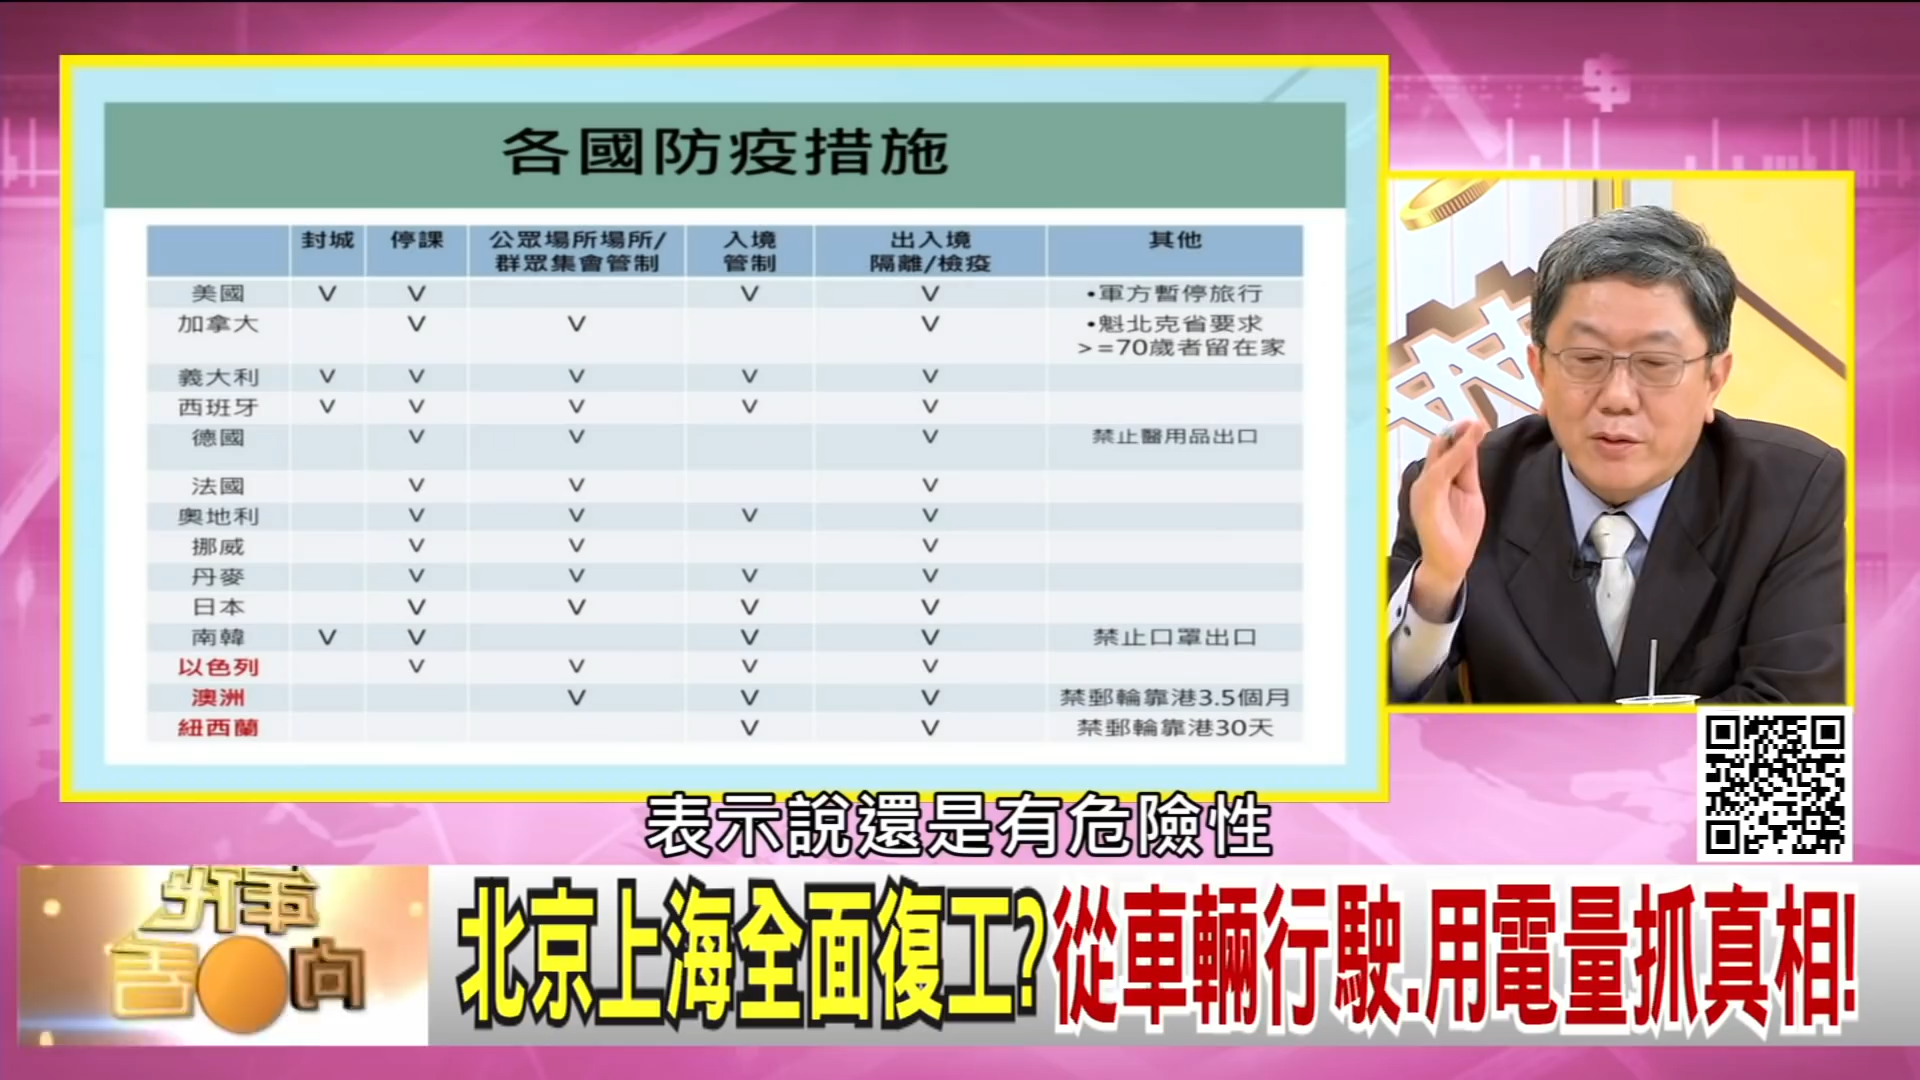 各國防疫措施
封城 停課 公眾場所場所/群眾集會管制 入境管制 出入境隔離/檢疫 其他
美國 V V V V •軍方暫停旅行
加拿大 V V V •魁北克省要求
>=70歲者留在家
義大利 V V V V V
西班牙 V V V V V
德國 V V V 禁止醫用品出口
法國 V V V
奧地利 V V V V
挪威 V V V
丹麥 V V V V
日本 V V V V
南韓 V V V V 禁止口罩出口
以色列 V V V V
澳洲 V V V 禁郵輪靠港3.5個月
紐西蘭 V V 禁郵輪靠港30天
表示說還是有危險性
北京上海全面復工?從車輛行駛.用電量抓真相!